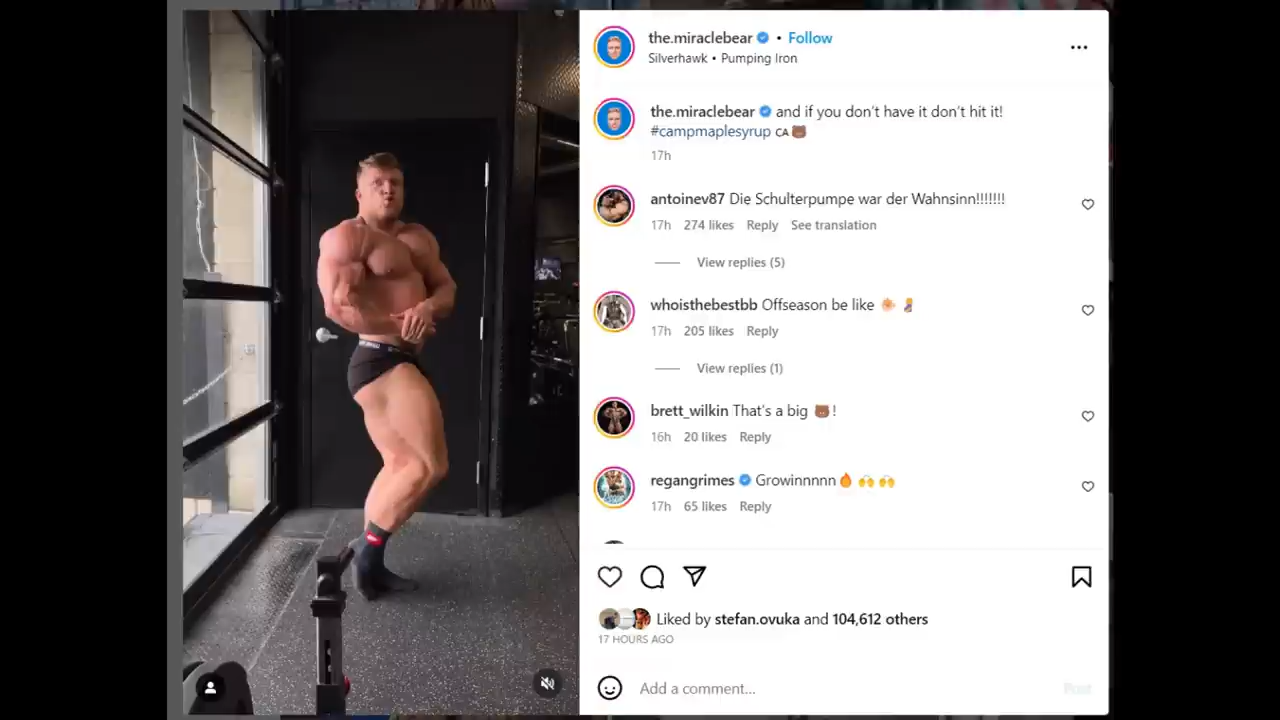 the.miraclebear • Follow
Silverhawk • Pumping Iron
the.miraclebear and if you don't have it don't hit it!
#campmaplesyrup CA🐻
17h
antoinev87 Die Schulterpumpe war der Wahnsinn!!!!!!!
17h 274 likes Reply See translation
View replies (5)
whoisthebestbb Offseason be like
17h 205 likes Reply
View replies (1)
brett_wilkin That's a big 🐻!
16h 20 likes Reply
regangrimes Growinnnnn🔥 🙌 🙌
17h 65 likes Reply
Liked by stefan.ovuka and 104,612 others
17 HOURS AGO
Add a comment...
Post